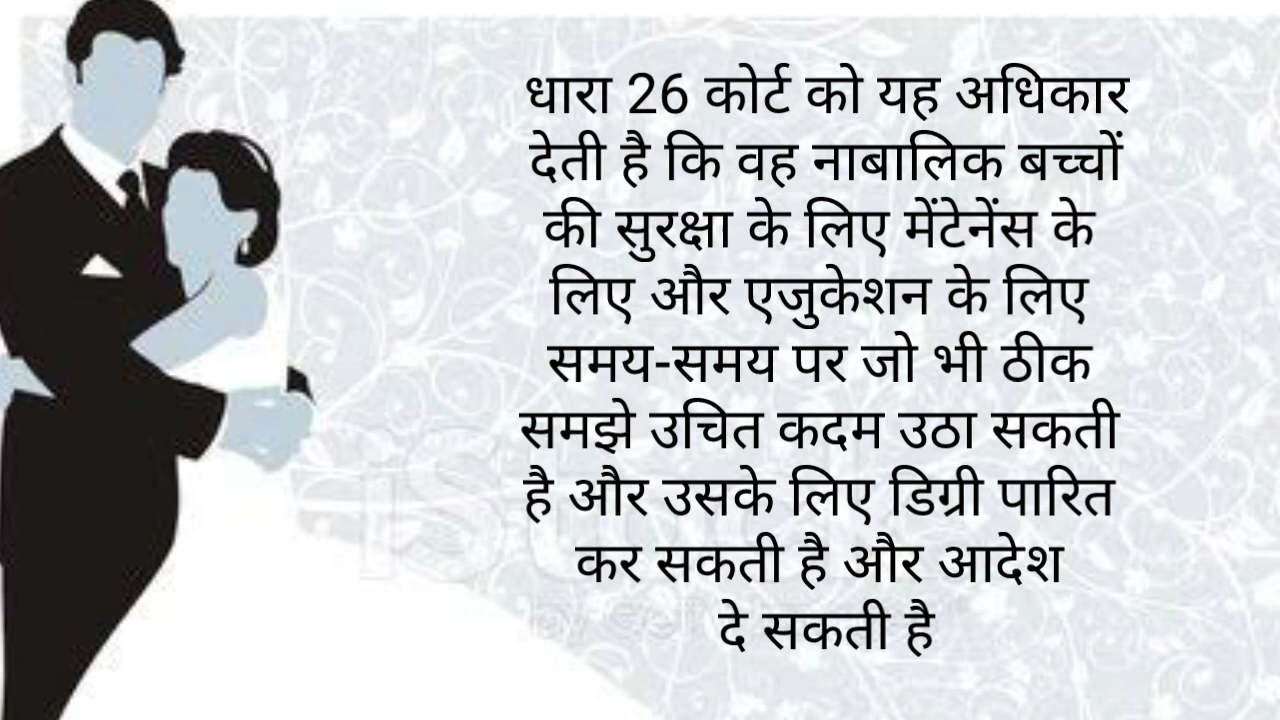 धारा 26 कोर्ट को यह अधिकार
देती है कि वह नाबालिक बच्चों
की सुरक्षा के लिए मेंटेनेंस के
लिए और एजुकेशन के लिए
समय-समय पर जो भी ठीक
समझे उचित कदम उठा सकती
है और उसके लिए डिग्री पारित
कर सकती है और आदेश
दे सकती है